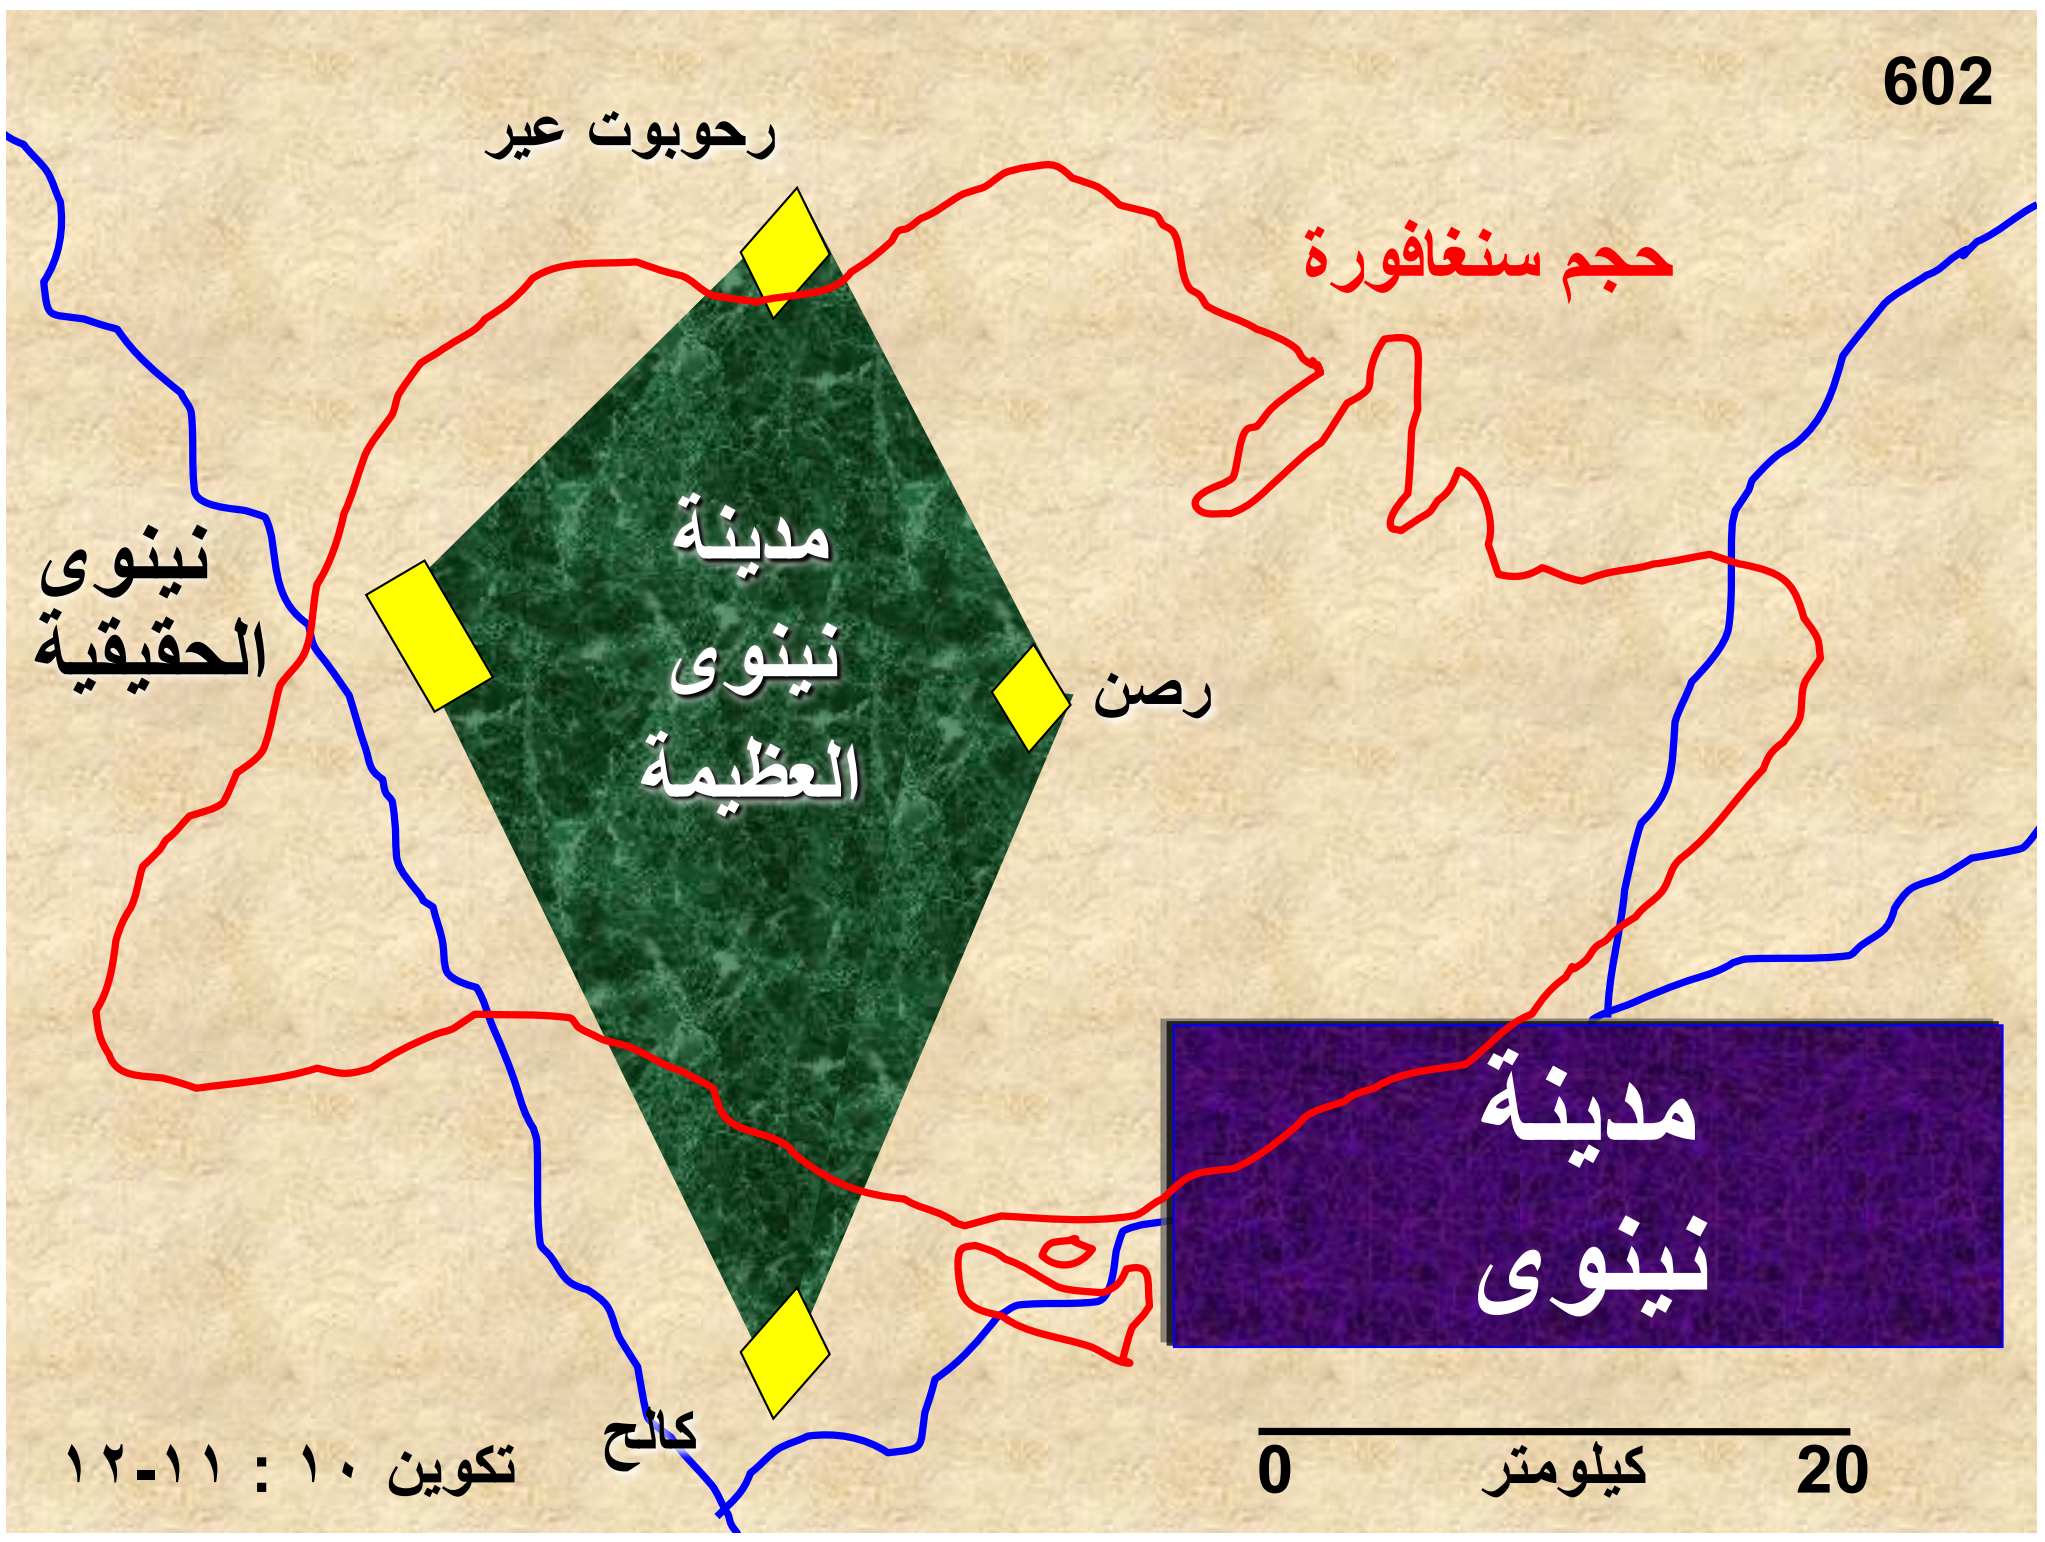 602
رحوبوت عير
حجم سنغافورة
نينوى
الحقيقية
مدينة
نينوى
العظيمة
رصن
مدينة
نينوى
كالح
تكوين ١٠ : ١١-١٢
0 كيلومتر 20